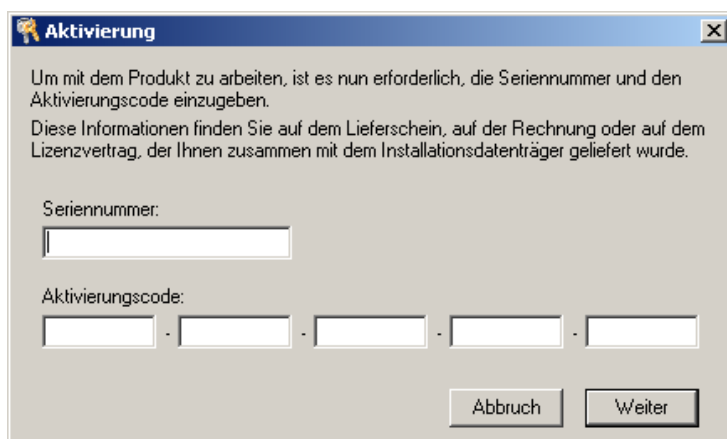 Aktivierung
Um mit dem Produkt zu arbeiten, ist es nun erforderlich, die Seriennummer und den
Aktivierungscode einzugeben.
Diese Informationen finden Sie auf dem Lieferschein, auf der Rechnung oder auf dem
Lizenzvertrag, der Ihnen zusammen mit dem Installationsdatenträger geliefert wurde.
Seriennummer:
Aktivierungscode:
- - - -
Abbruch Weiter